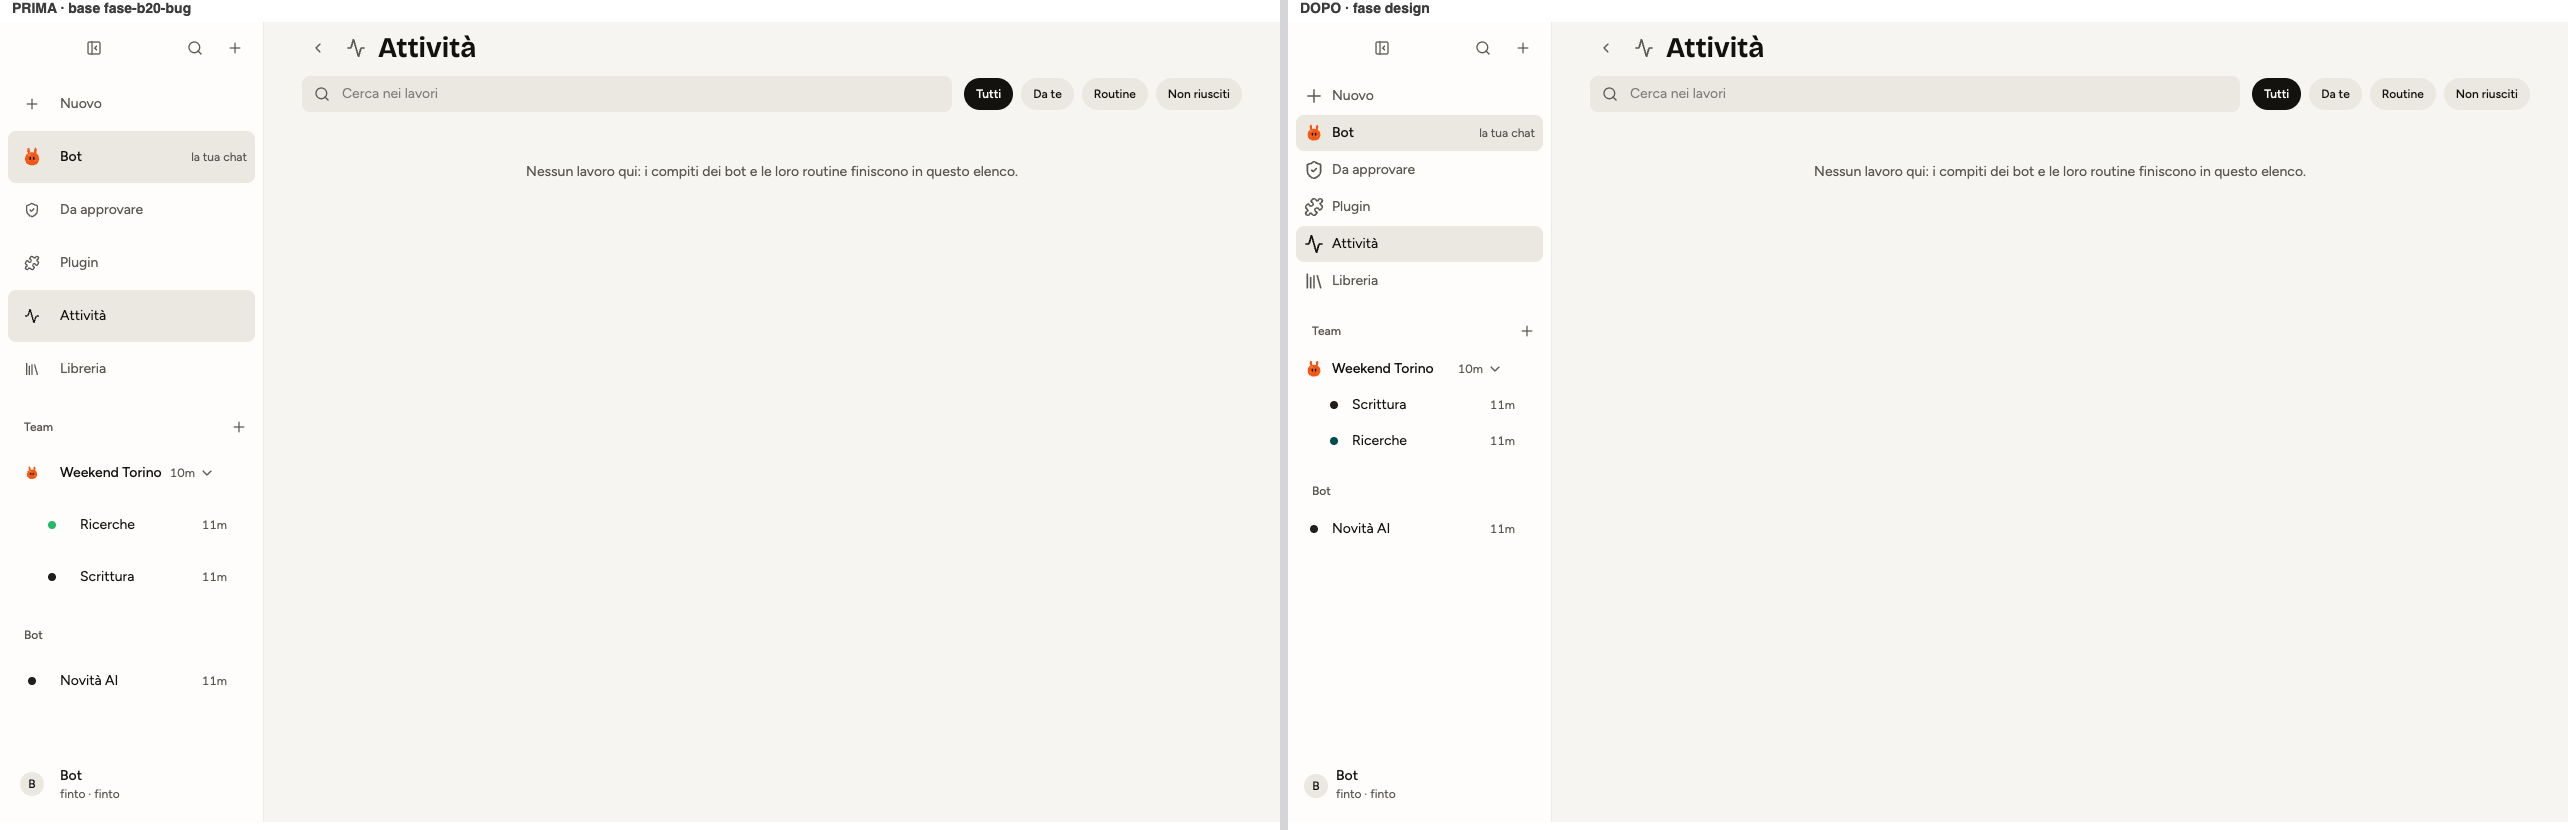 PRIMA · base fase-b20-bug
Attività
Cerca nei lavori
Tutti
Da te
Routine
Non riusciti
Nuovo
Bot
la tua chat
Da approvare
Plugin
Attività
Libreria
Nessun lavoro qui: i compiti dei bot e le loro routine finiscono in questo elenco.
Team
Weekend Torino 10m
Ricerche 11m
Scrittura 11m
Bot
Novità AI 11m
B
Bot
finto · finto
DOPO · fase design
Attività
Cerca nei lavori
Tutti
Da te
Routine
Non riusciti
Nuovo
Bot
la tua chat
Da approvare
Plugin
Attività
Libreria
Nessun lavoro qui: i compiti dei bot e le loro routine finiscono in questo elenco.
Team
Weekend Torino 10m
Scrittura 11m
Ricerche 11m
Bot
Novità AI 11m
B
Bot
finto · finto